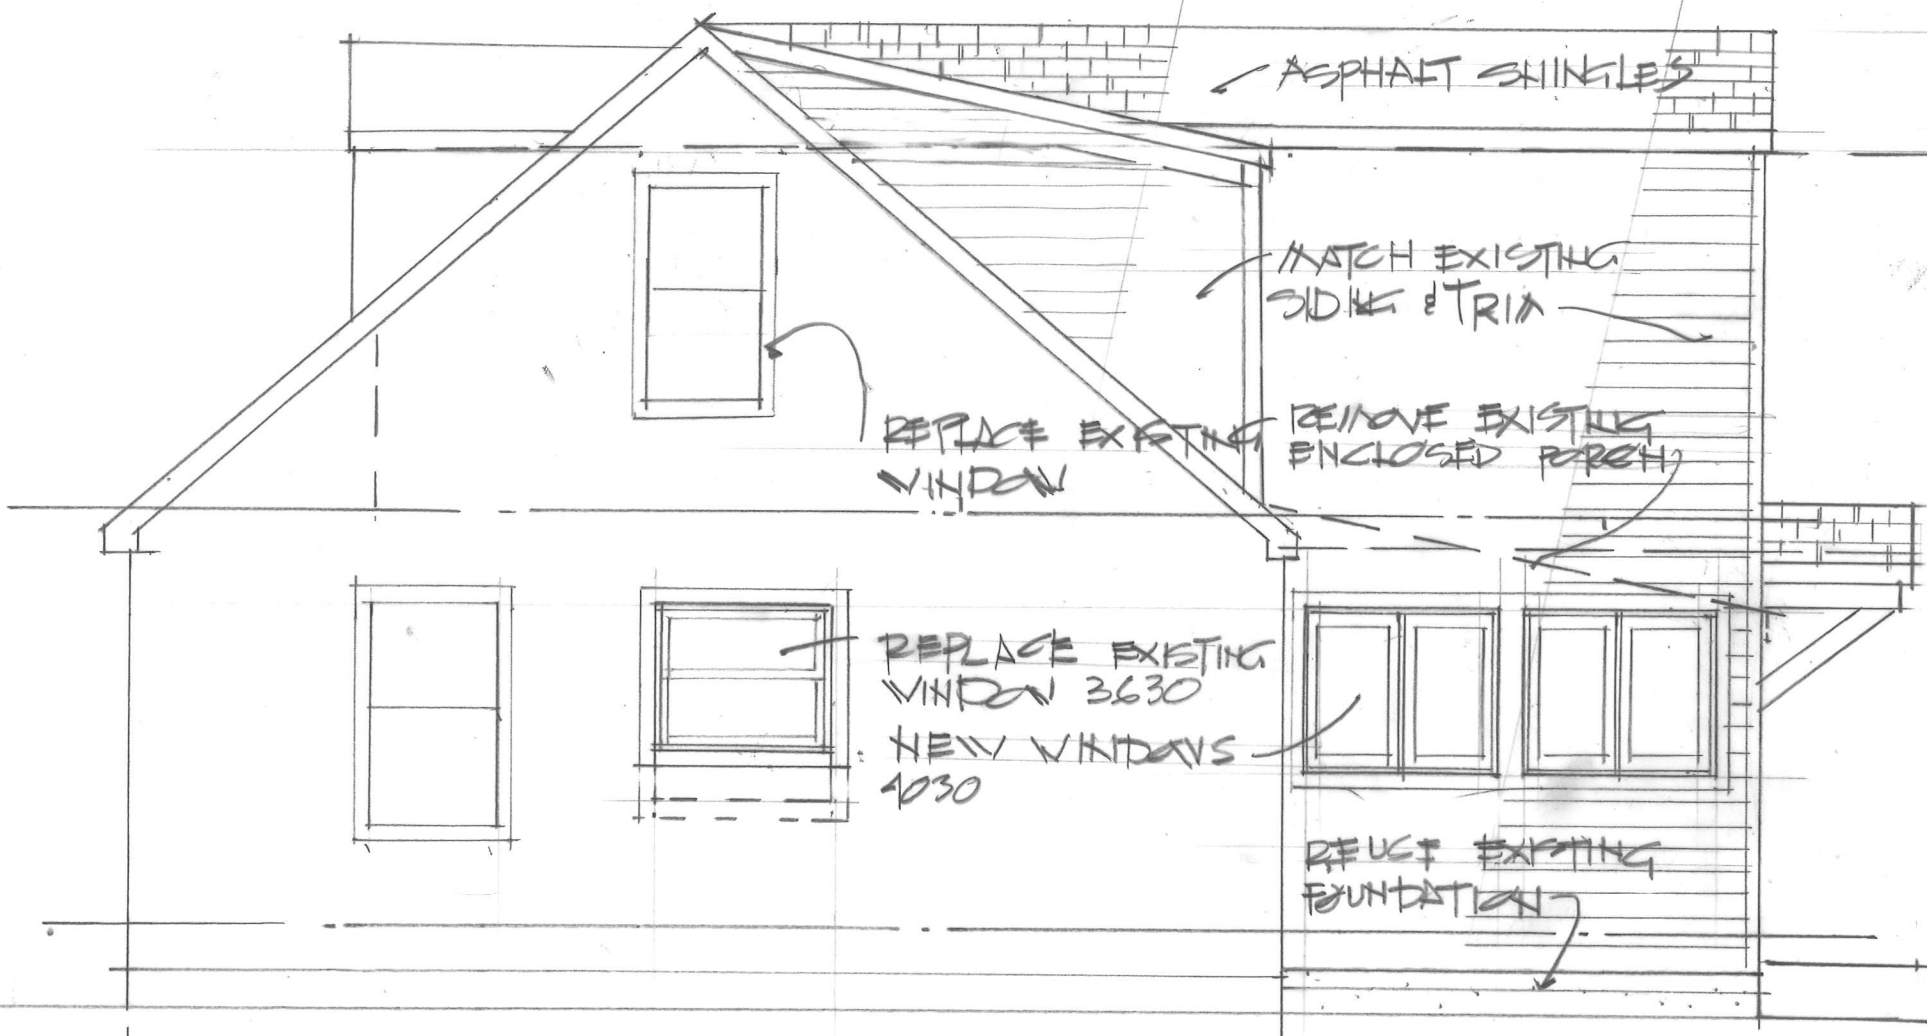 ASPHALT SHINGLES
MATCH EXISTING
SIDING & TRIM
REPLACE EXISTING
WINDOW
REMOVE EXISTING
ENCLOSED PORCH
REPLACE EXISTING
WINDOW 3630
NEW WINDOWS
4030
REUSE EXISTING
FOUNDATION